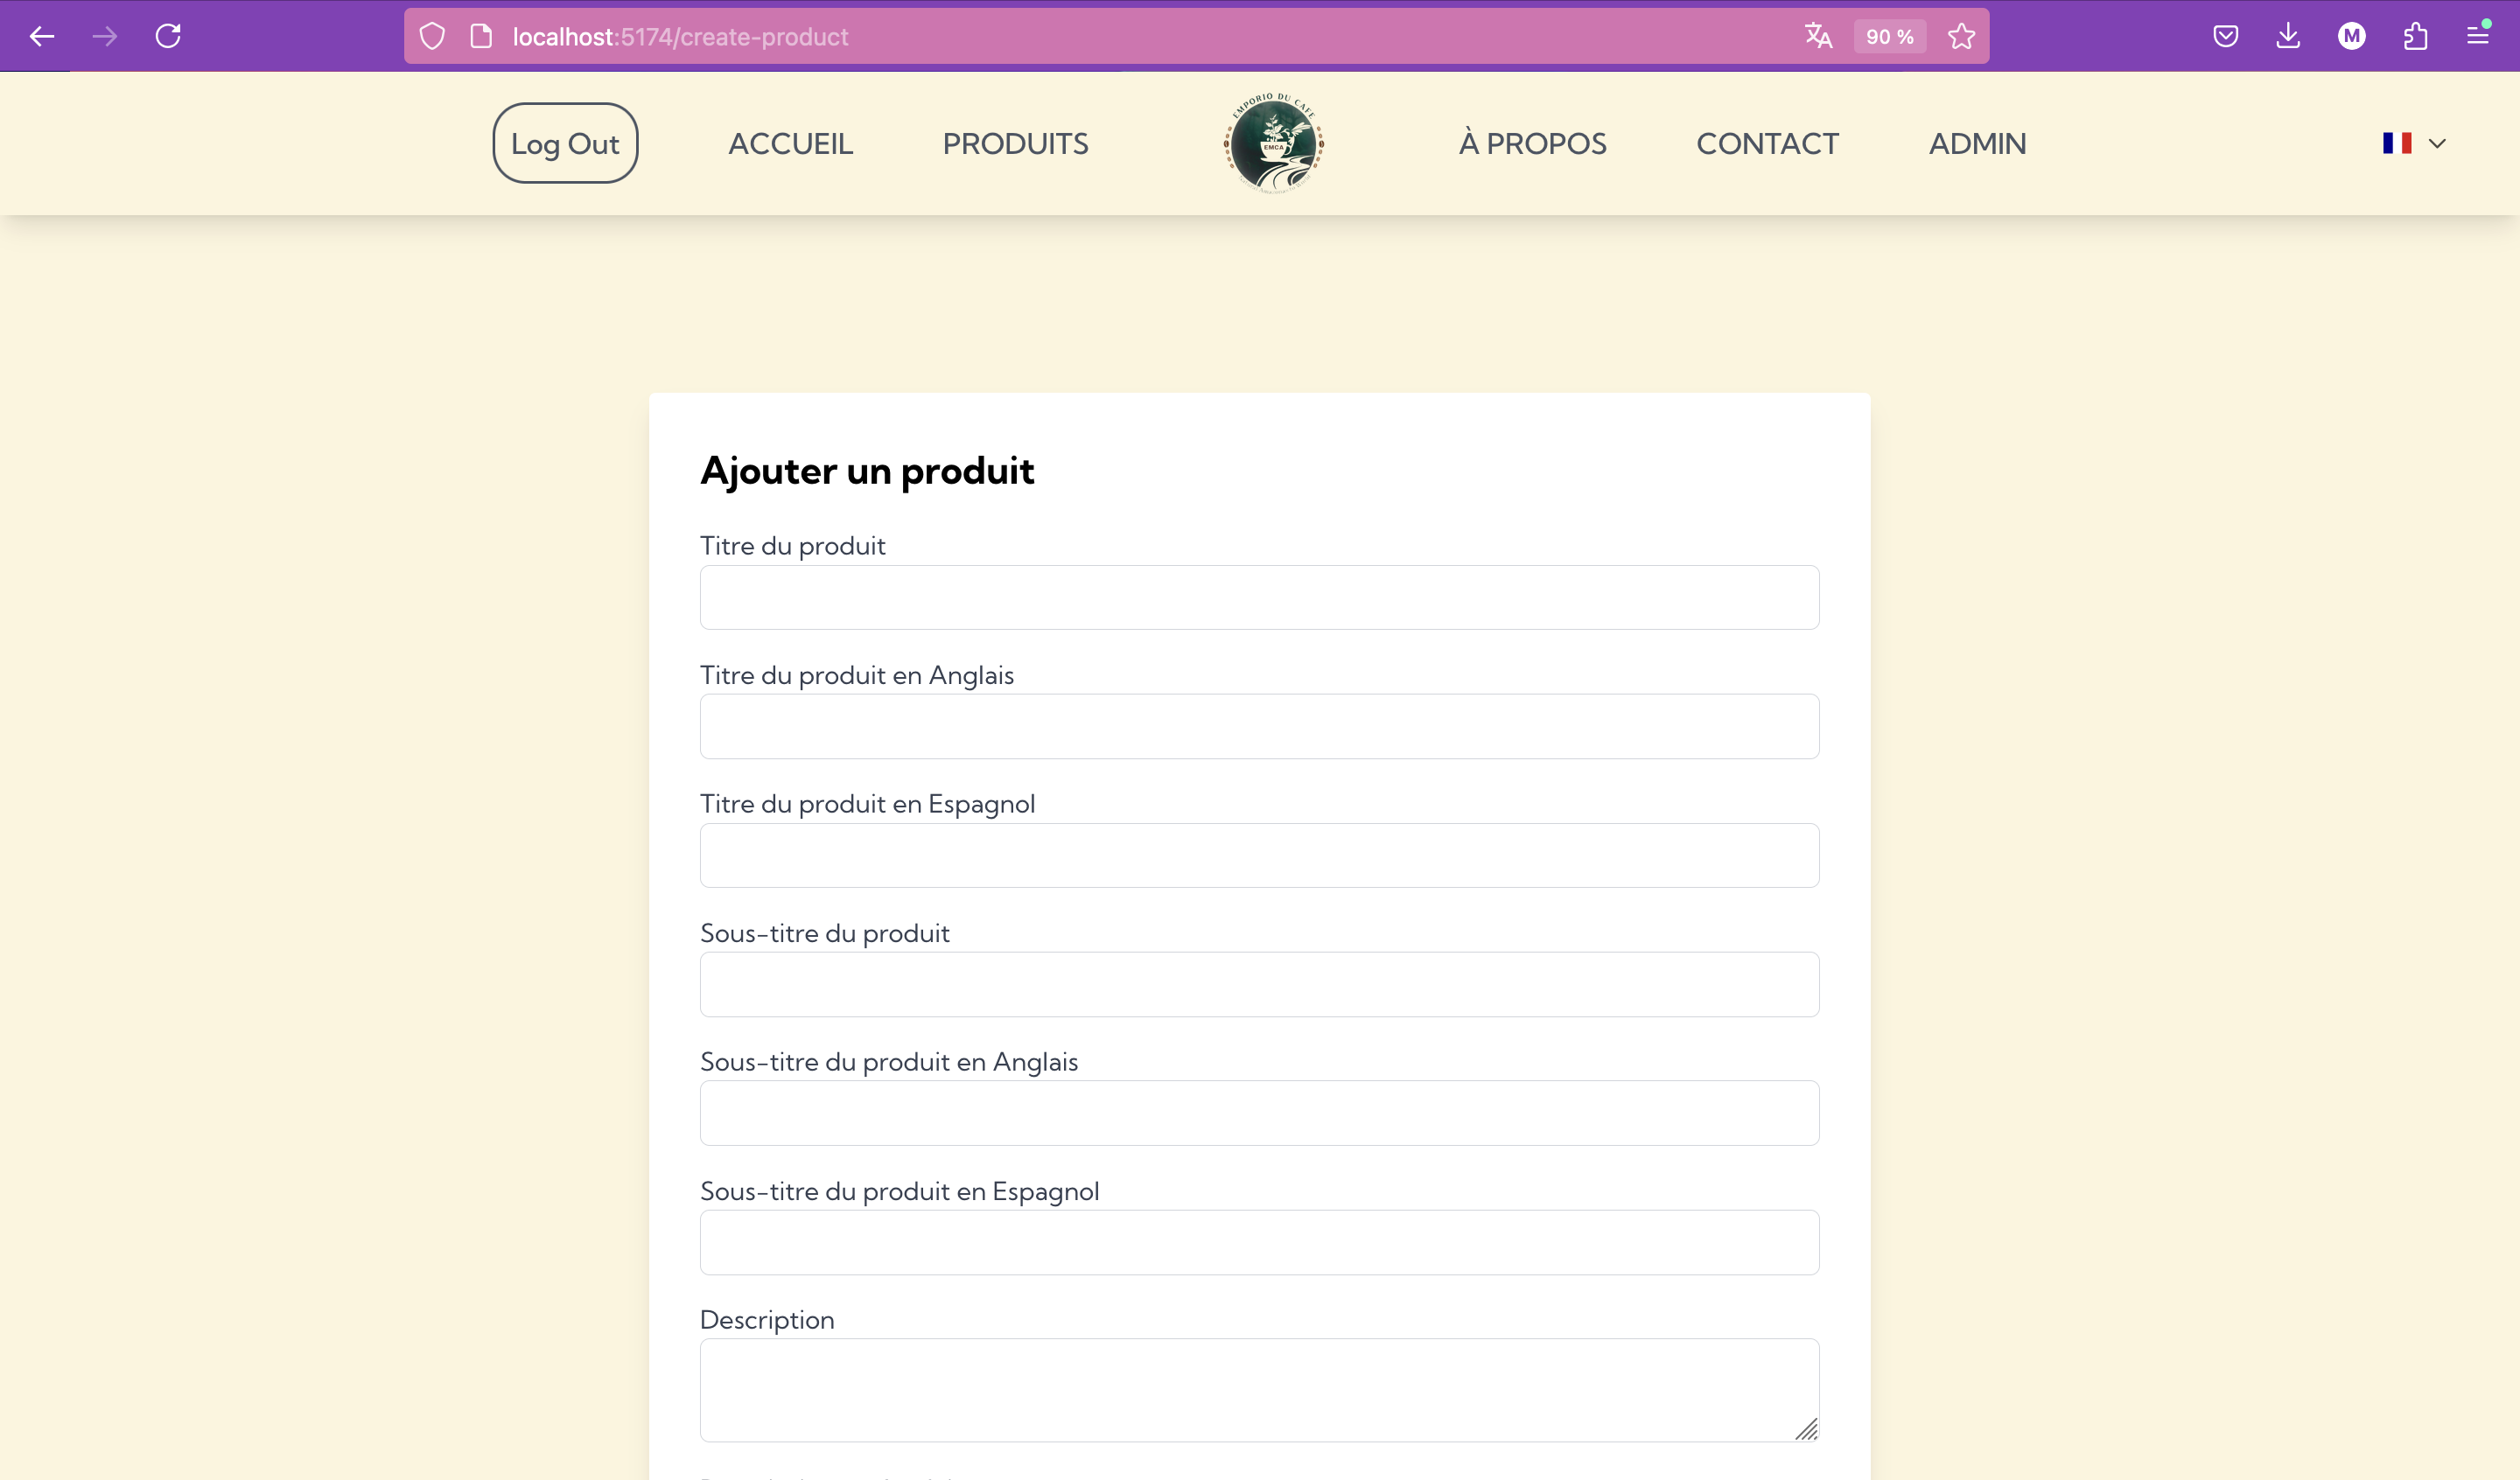 localhost:5174/create-product
90 %
M
Log Out
ACCUEIL
PRODUITS
EMPORIO DU CAFE
EMCA
À PROPOS
CONTACT
ADMIN
Ajouter un produit
Titre du produit
Titre du produit en Anglais
Titre du produit en Espagnol
Sous-titre du produit
Sous-titre du produit en Anglais
Sous-titre du produit en Espagnol
Description